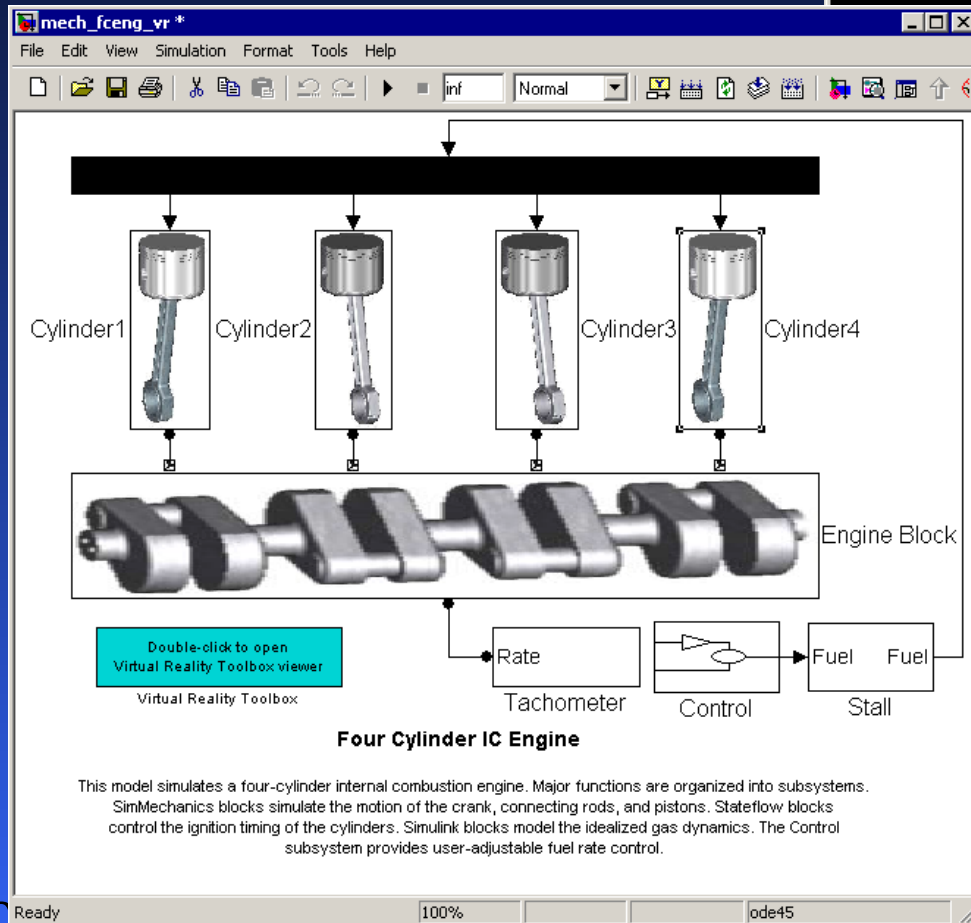 mech_fceng_vr *
File Edit View Simulation Format Tools Help
inf Normal
Cylinder1 Cylinder2 Cylinder3 Cylinder4
Engine Block
Double-click to open
Virtual Reality Toolbox viewer
Virtual Reality Toolbox
Rate
Tachometer
Control
Fuel Fuel
Stall
Four Cylinder IC Engine
This model simulates a four-cylinder internal combustion engine. Major functions are organized into subsystems.
SimMechanics blocks simulate the motion of the crank, connecting rods, and pistons. Stateflow blocks
control the ignition timing of the cylinders. Simulink blocks model the idealized gas dynamics. The Control
subsystem provides user-adjustable fuel rate control.
Ready 100% ode45